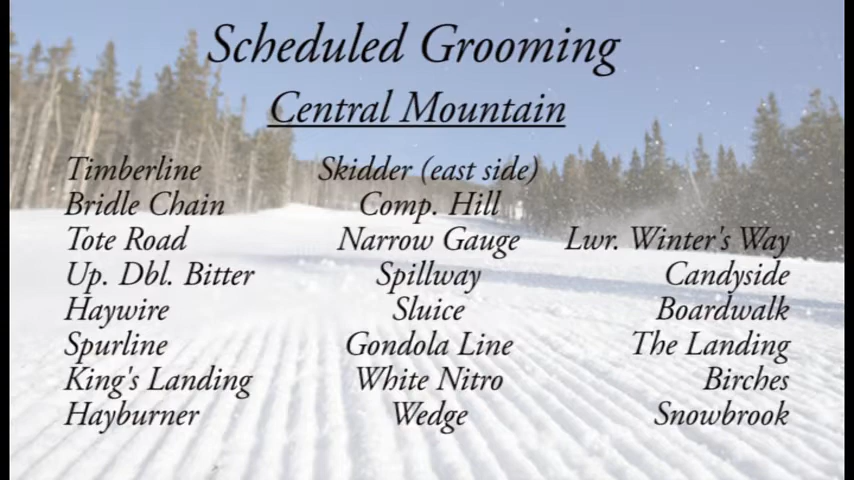 Scheduled Grooming
Central Mountain
Timberline
Bridle Chain
Tote Road
Up. Dbl. Bitter
Haywire
Spurline
King's Landing
Hayburner
Skidder (east side)
Comp. Hill
Narrow Gauge
Spillway
Sluice
Gondola Line
White Nitro
Wedge
Lwr. Winter's Way
Candyside
Boardwalk
The Landing
Birches
Snowbrook